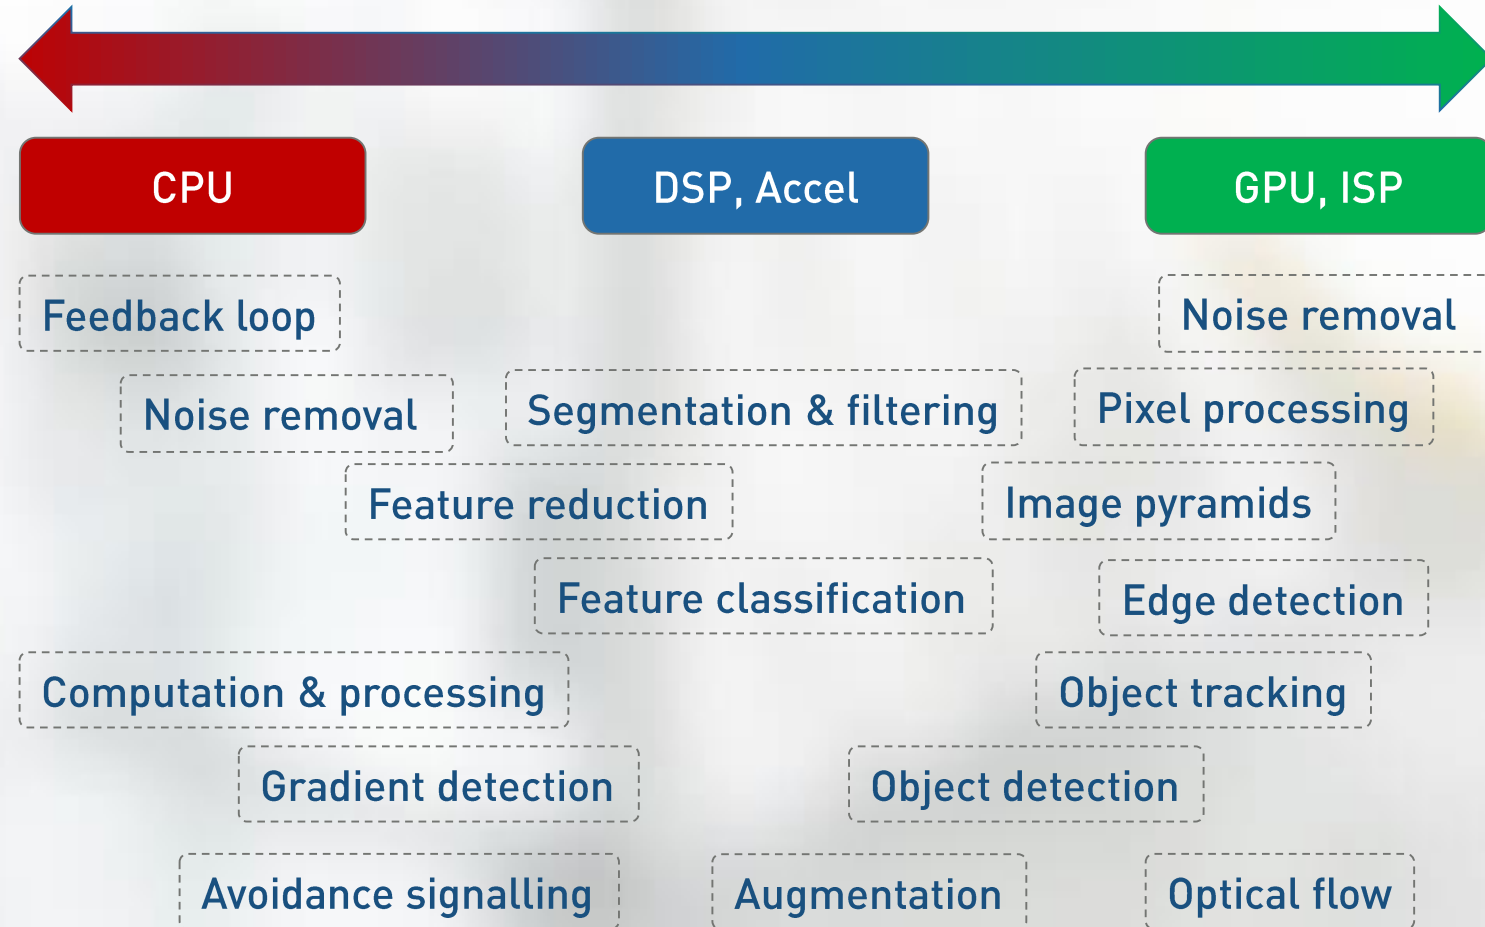 CPU
DSP, Accel
GPU, ISP
Feedback loop
Noise removal
Noise removal
Segmentation & filtering
Pixel processing
Feature reduction
Image pyramids
Feature classification
Edge detection
Computation & processing
Object tracking
Gradient detection
Object detection
Avoidance signalling
Augmentation
Optical flow